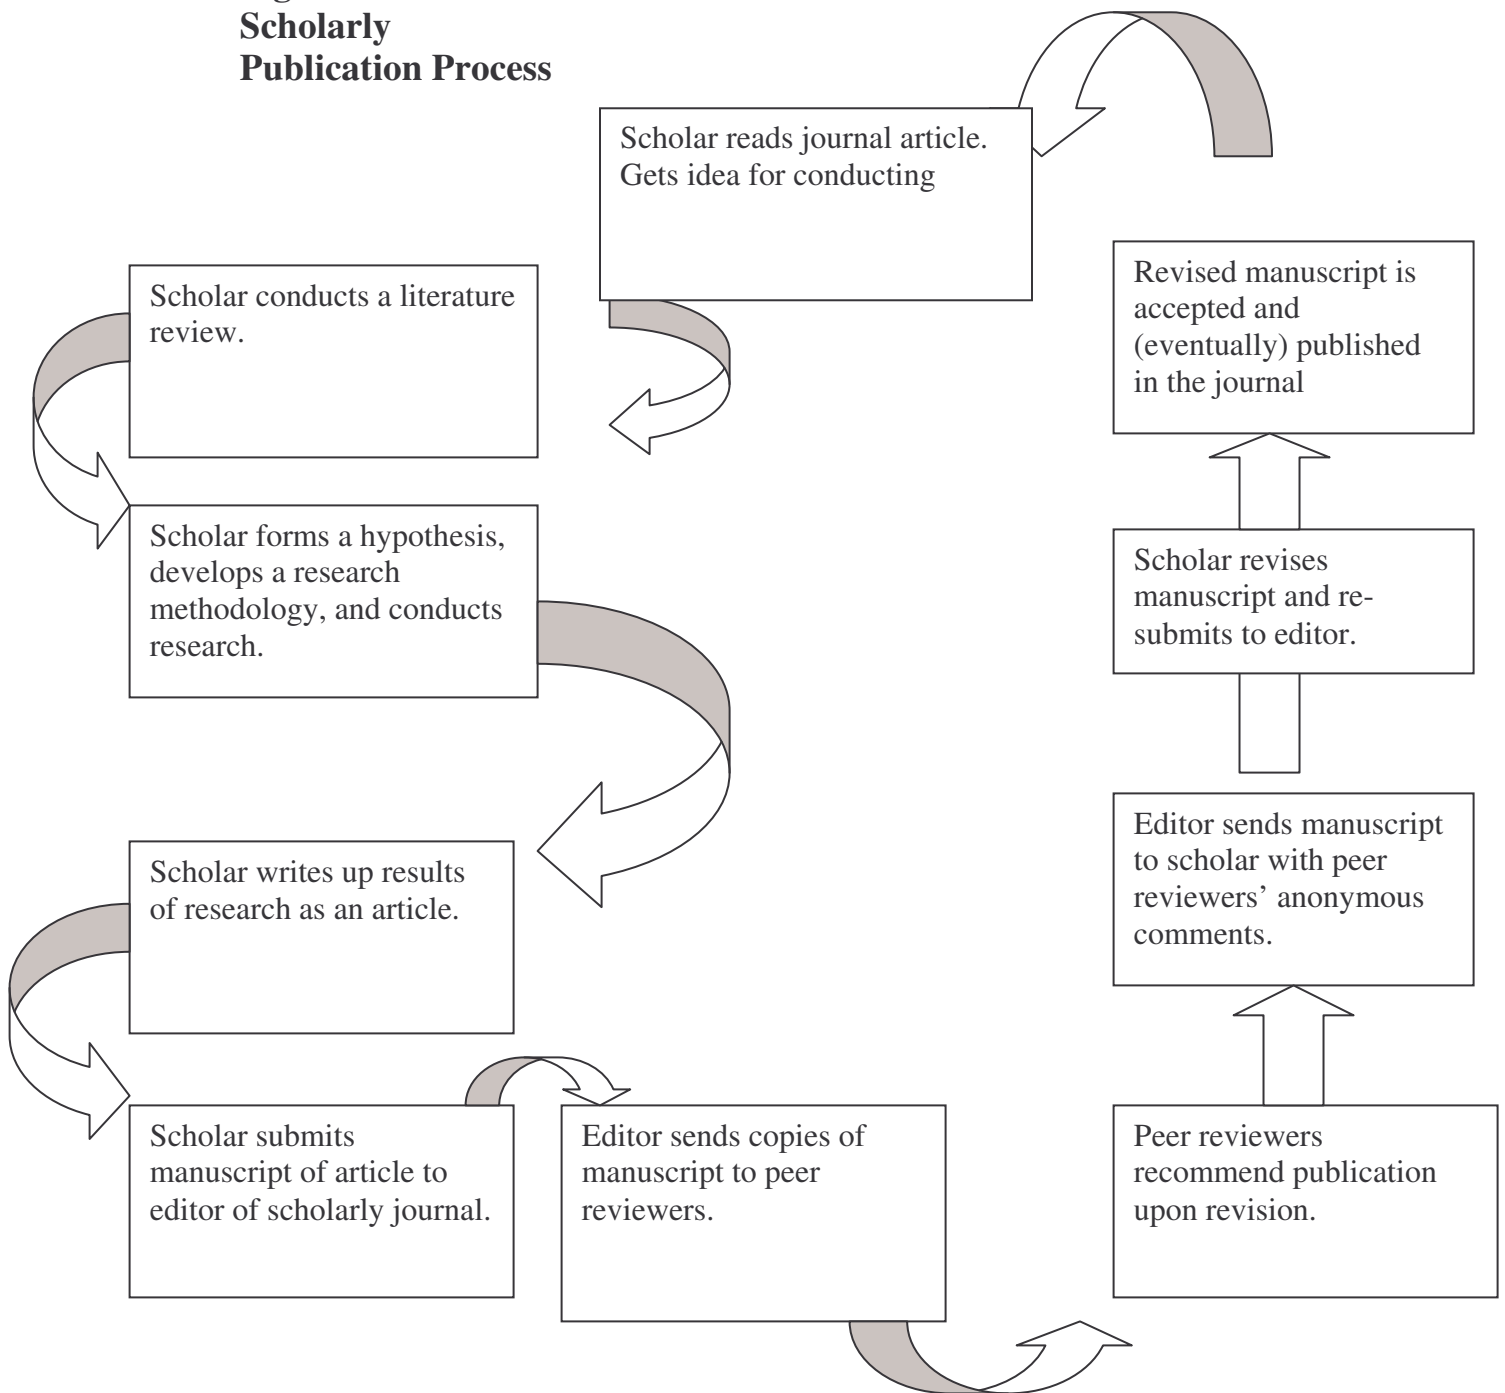 Scholarly
Publication Process
Scholar reads journal article.
Gets idea for conducting
Scholar conducts a literature
review.
Scholar forms a hypothesis,
develops a research
methodology, and conducts
research.
Scholar writes up results
of research as an article.
Scholar submits
manuscript of article to
editor of scholarly journal.
Editor sends copies of
manuscript to peer
reviewers.
Peer reviewers
recommend publication
upon revision.
Editor sends manuscript
to scholar with peer
reviewers’ anonymous
comments.
Scholar revises
manuscript and re-
submits to editor.
Revised manuscript is
accepted and
(eventually) published
in the journal